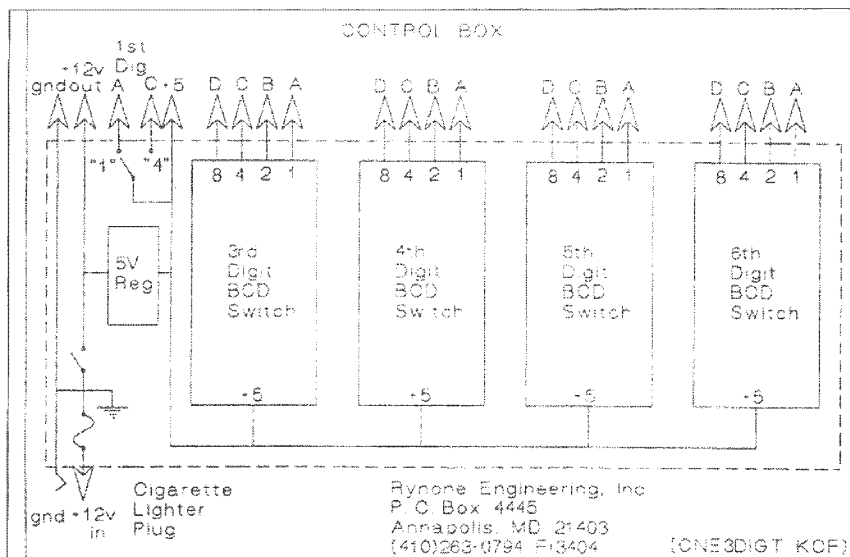 CONTROL BOX
1st
+12v Dig
gnd out A C +5 D C B A D C B A D C B A D C B A
"1" "4"
8 4 2 1 8 4 2 1 8 4 2 1 8 4 2 1
5V
Reg
3rd
Digit
BCD
Switch
4th
Digit
BCD
Switch
5th
Digit
BCD
Switch
6th
Digit
BCD
Switch
+5 +5 +5 +5
gnd +12v
in
Cigarette
Lighter
Plug
Rynone Engineering, Inc
P. O. Box 4445
Annapolis, MD 21403
(410)263-0794 Fi3404
(ONE3DIGT KCF)